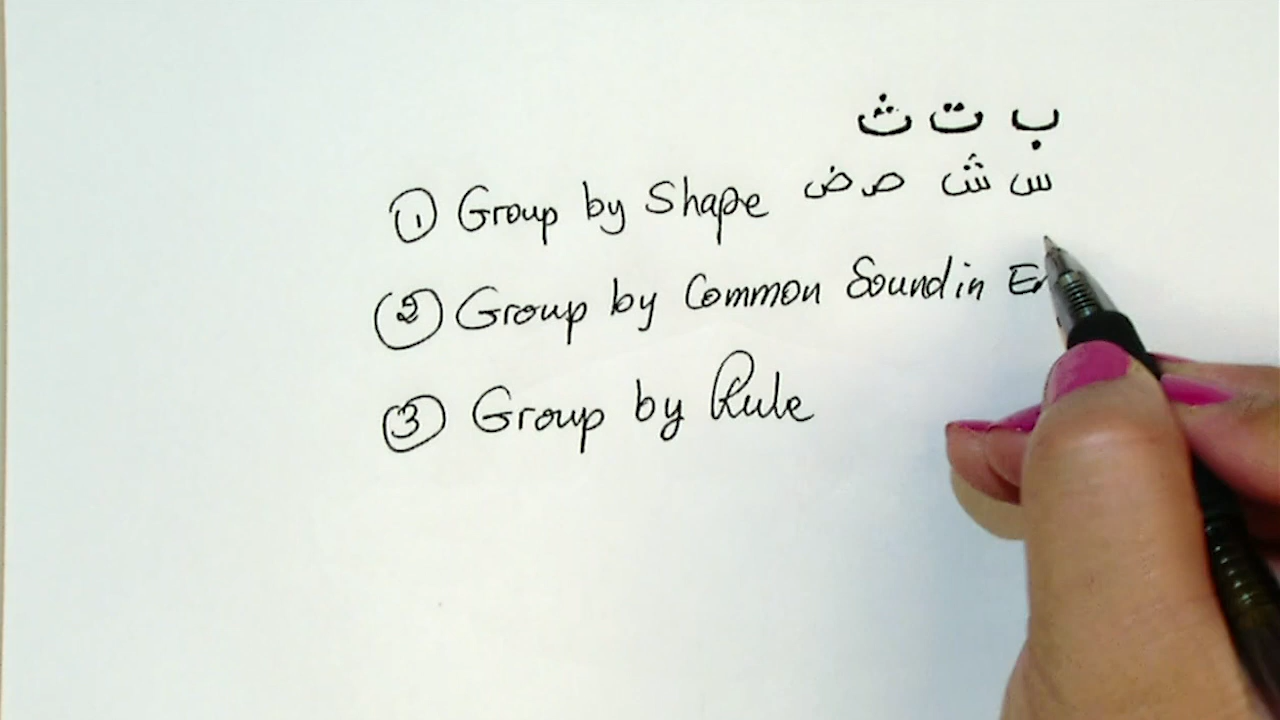 ب ت ث
① Group by Shape س ش ص ض
② Group by Common Sound in
③ Group by Rule